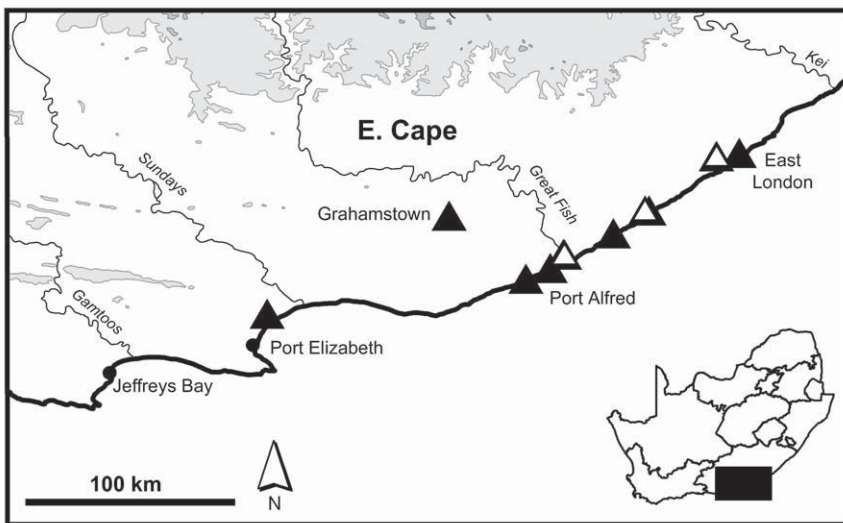 Kei
E. Cape
Sundays
Great Fish
East
London
Grahamstown
Gamtoos
Port Alfred
Port Elizabeth
Jeffreys Bay
100 km
N